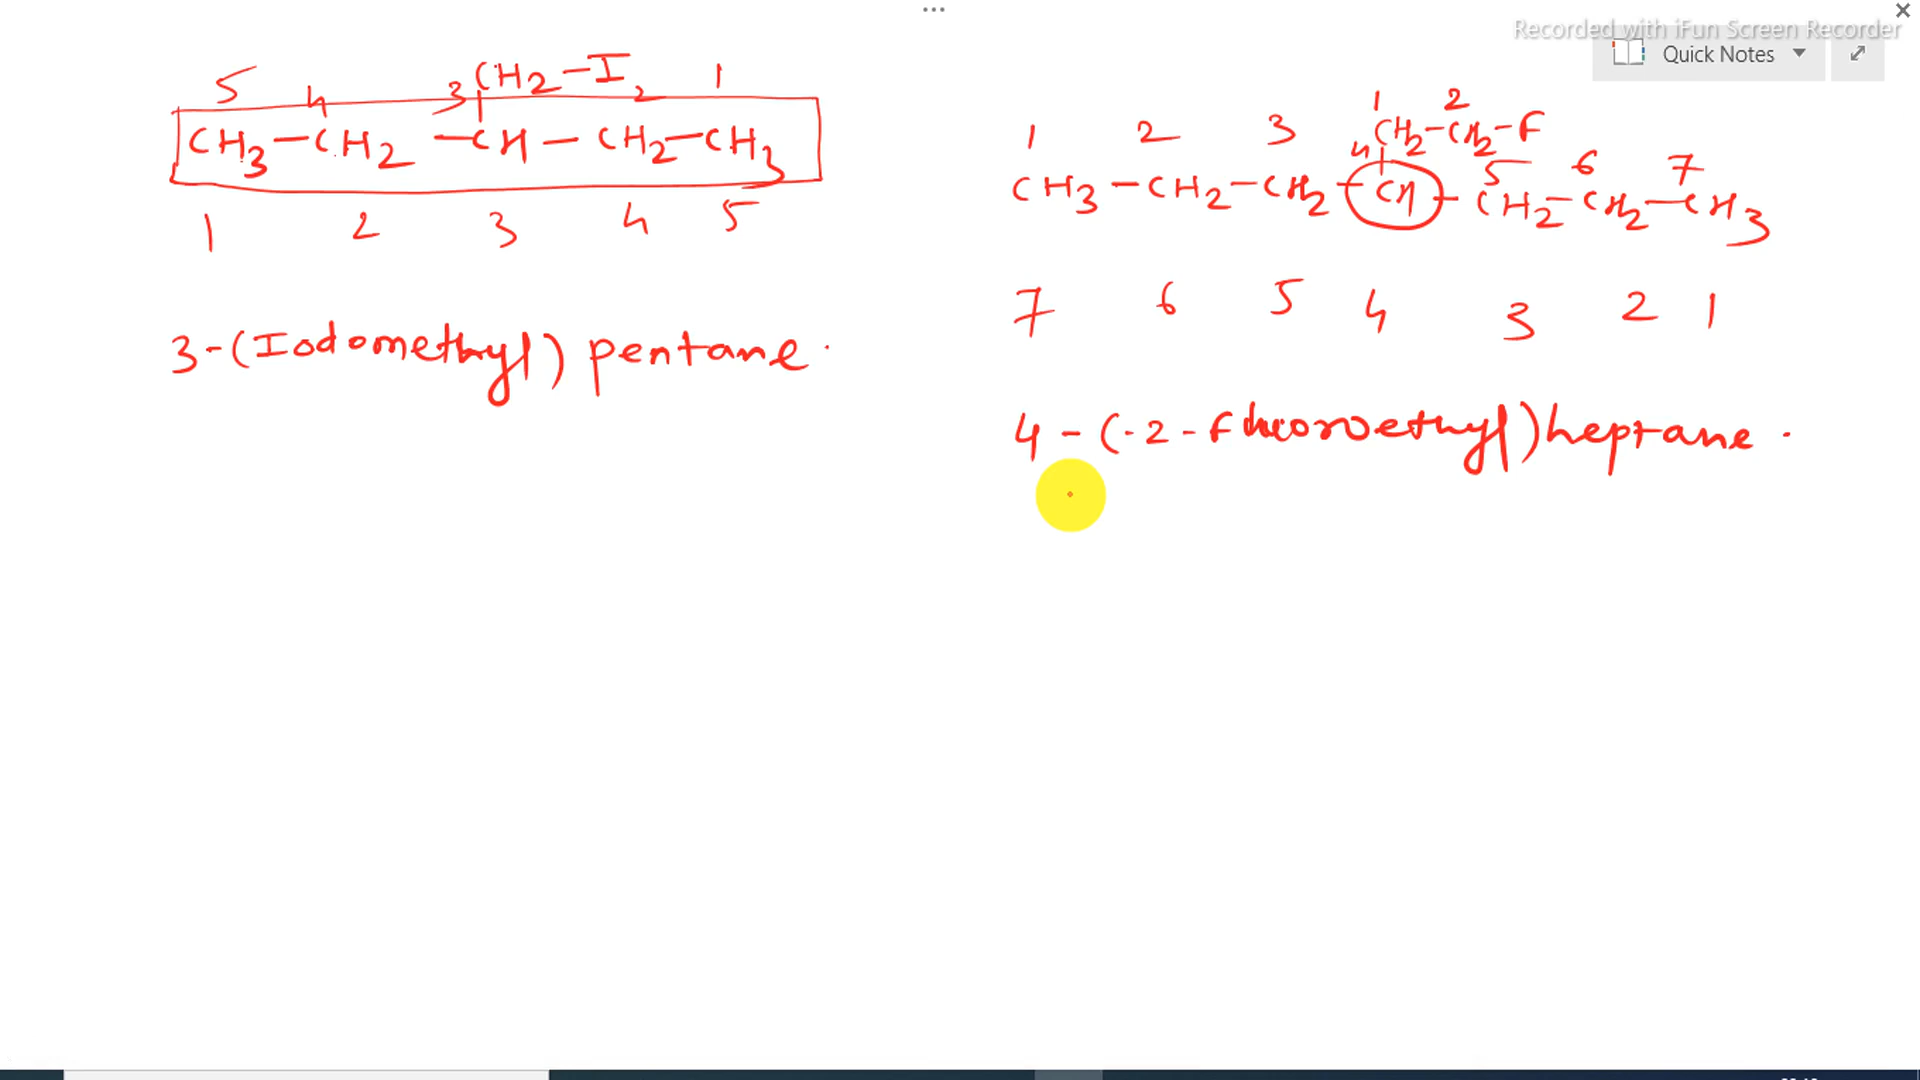 Recorded with iFun Screen Recorder
Quick Notes
5 4 3 CH2-I 2 1
CH3-CH2-CH-CH2-CH3
1 2 3 4 5
3-(Iodomethyl) pentane.
1 2
1 2 3 4 CH2-CH2-F 5 6 7
CH3-CH2-CH2-CH-CH2-CH2-CH3
7 6 5 4 3 2 1
4-(-2-fluoroethyl)heptane.